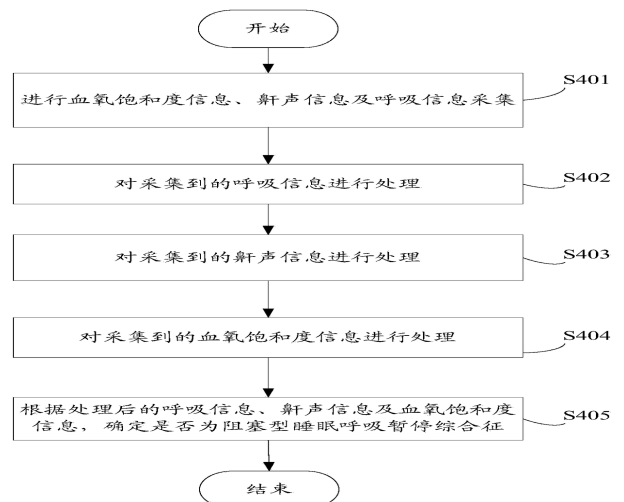 开始
S401
进行血氧饱和度信息、鼾声信息及呼吸信息采集
S402
对采集到的呼吸信息进行处理
S403
对采集到的鼾声信息进行处理
S404
对采集到的血氧饱和度信息进行处理
S405
根据处理后的呼吸信息、鼾声信息及血氧饱和度
信息，确定是否为阻塞型睡眠呼吸暂停综合征
结束